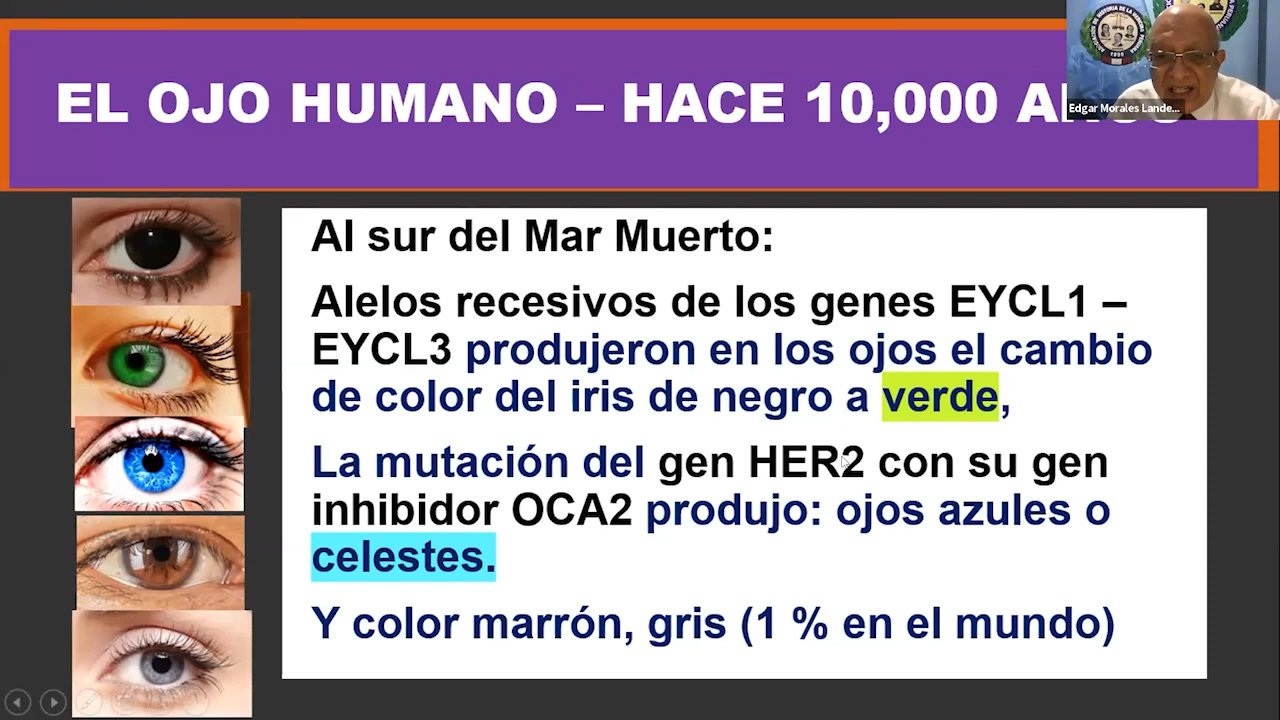 EL OJO HUMANO – HACE 10,000
Edgar Morales Lande...
Al sur del Mar Muerto:
Alelos recesivos de los genes EYCL1 –
EYCL3 produjeron en los ojos el cambio
de color del iris de negro a verde,
La mutación del gen HER2 con su gen
inhibidor OCA2 produjo: ojos azules o
celestes.
Y color marrón, gris (1 % en el mundo)